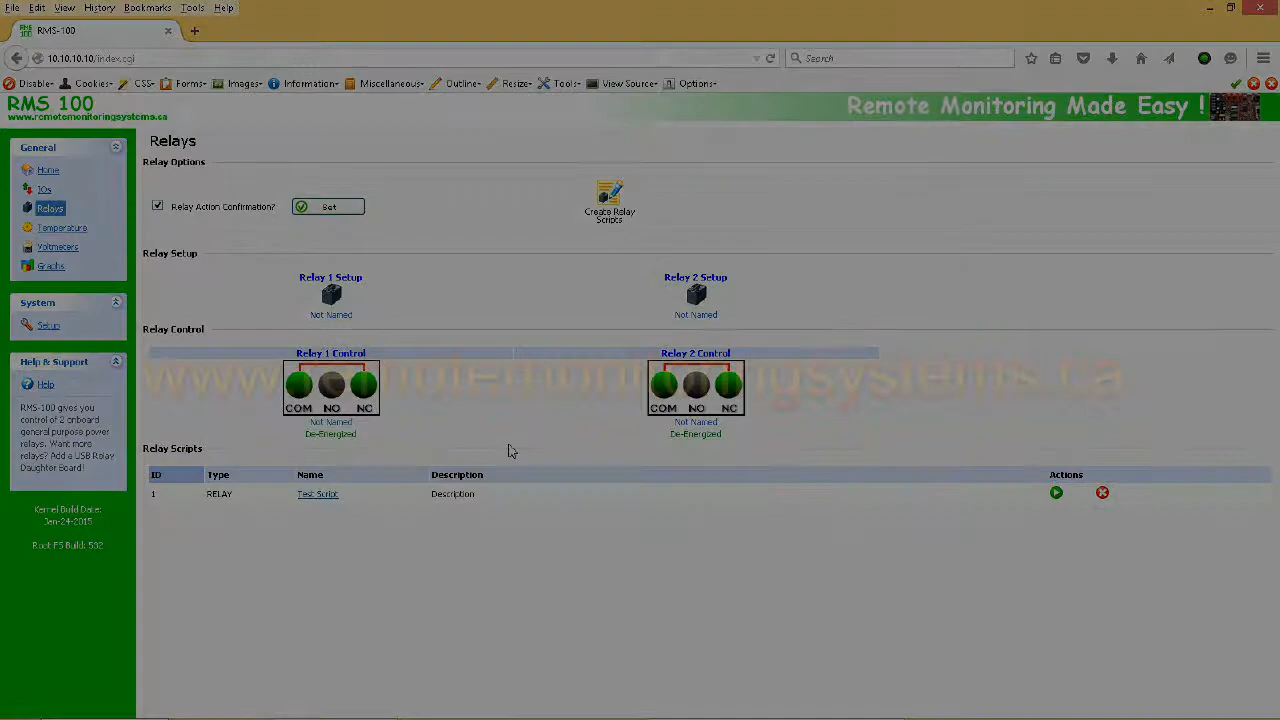 File Edit View History Bookmarks Tools Help
RMS-100
10.10.10.10/index.cgi
Search
Disable Cookies CSS Forms Images Information Miscellaneous Outline Resize Tools View Source Options
RMS 100
www.remotemonitoringsystems.ca
Remote Monitoring Made Easy !
General
Home
IOs
Relays
Temperature
Voltmeters
Graphs
System
Setup
Help & Support
Help
RMS-100 gives you
control of 2 onboard
general purpose power
relays. Want more
relays? Add a USB Relay
Daughter Board!
Kernel Build Date:
Jan-24-2015
Root FS Build: 592
Relays
Relay Options
Relay Action Confirmation?
Set
Create Relay
Scripts
Relay Setup
Relay 1 Setup
Not Named
Relay 2 Setup
Not Named
Relay Control
Relay 1 Control
COM NO NC
Not Named
De-Energized
Relay 2 Control
COM NO NC
Not Named
De-Energized
www.remotemonitoringsystems.ca
Relay Scripts
ID Type Name Description Actions
1 RELAY Test Script Description